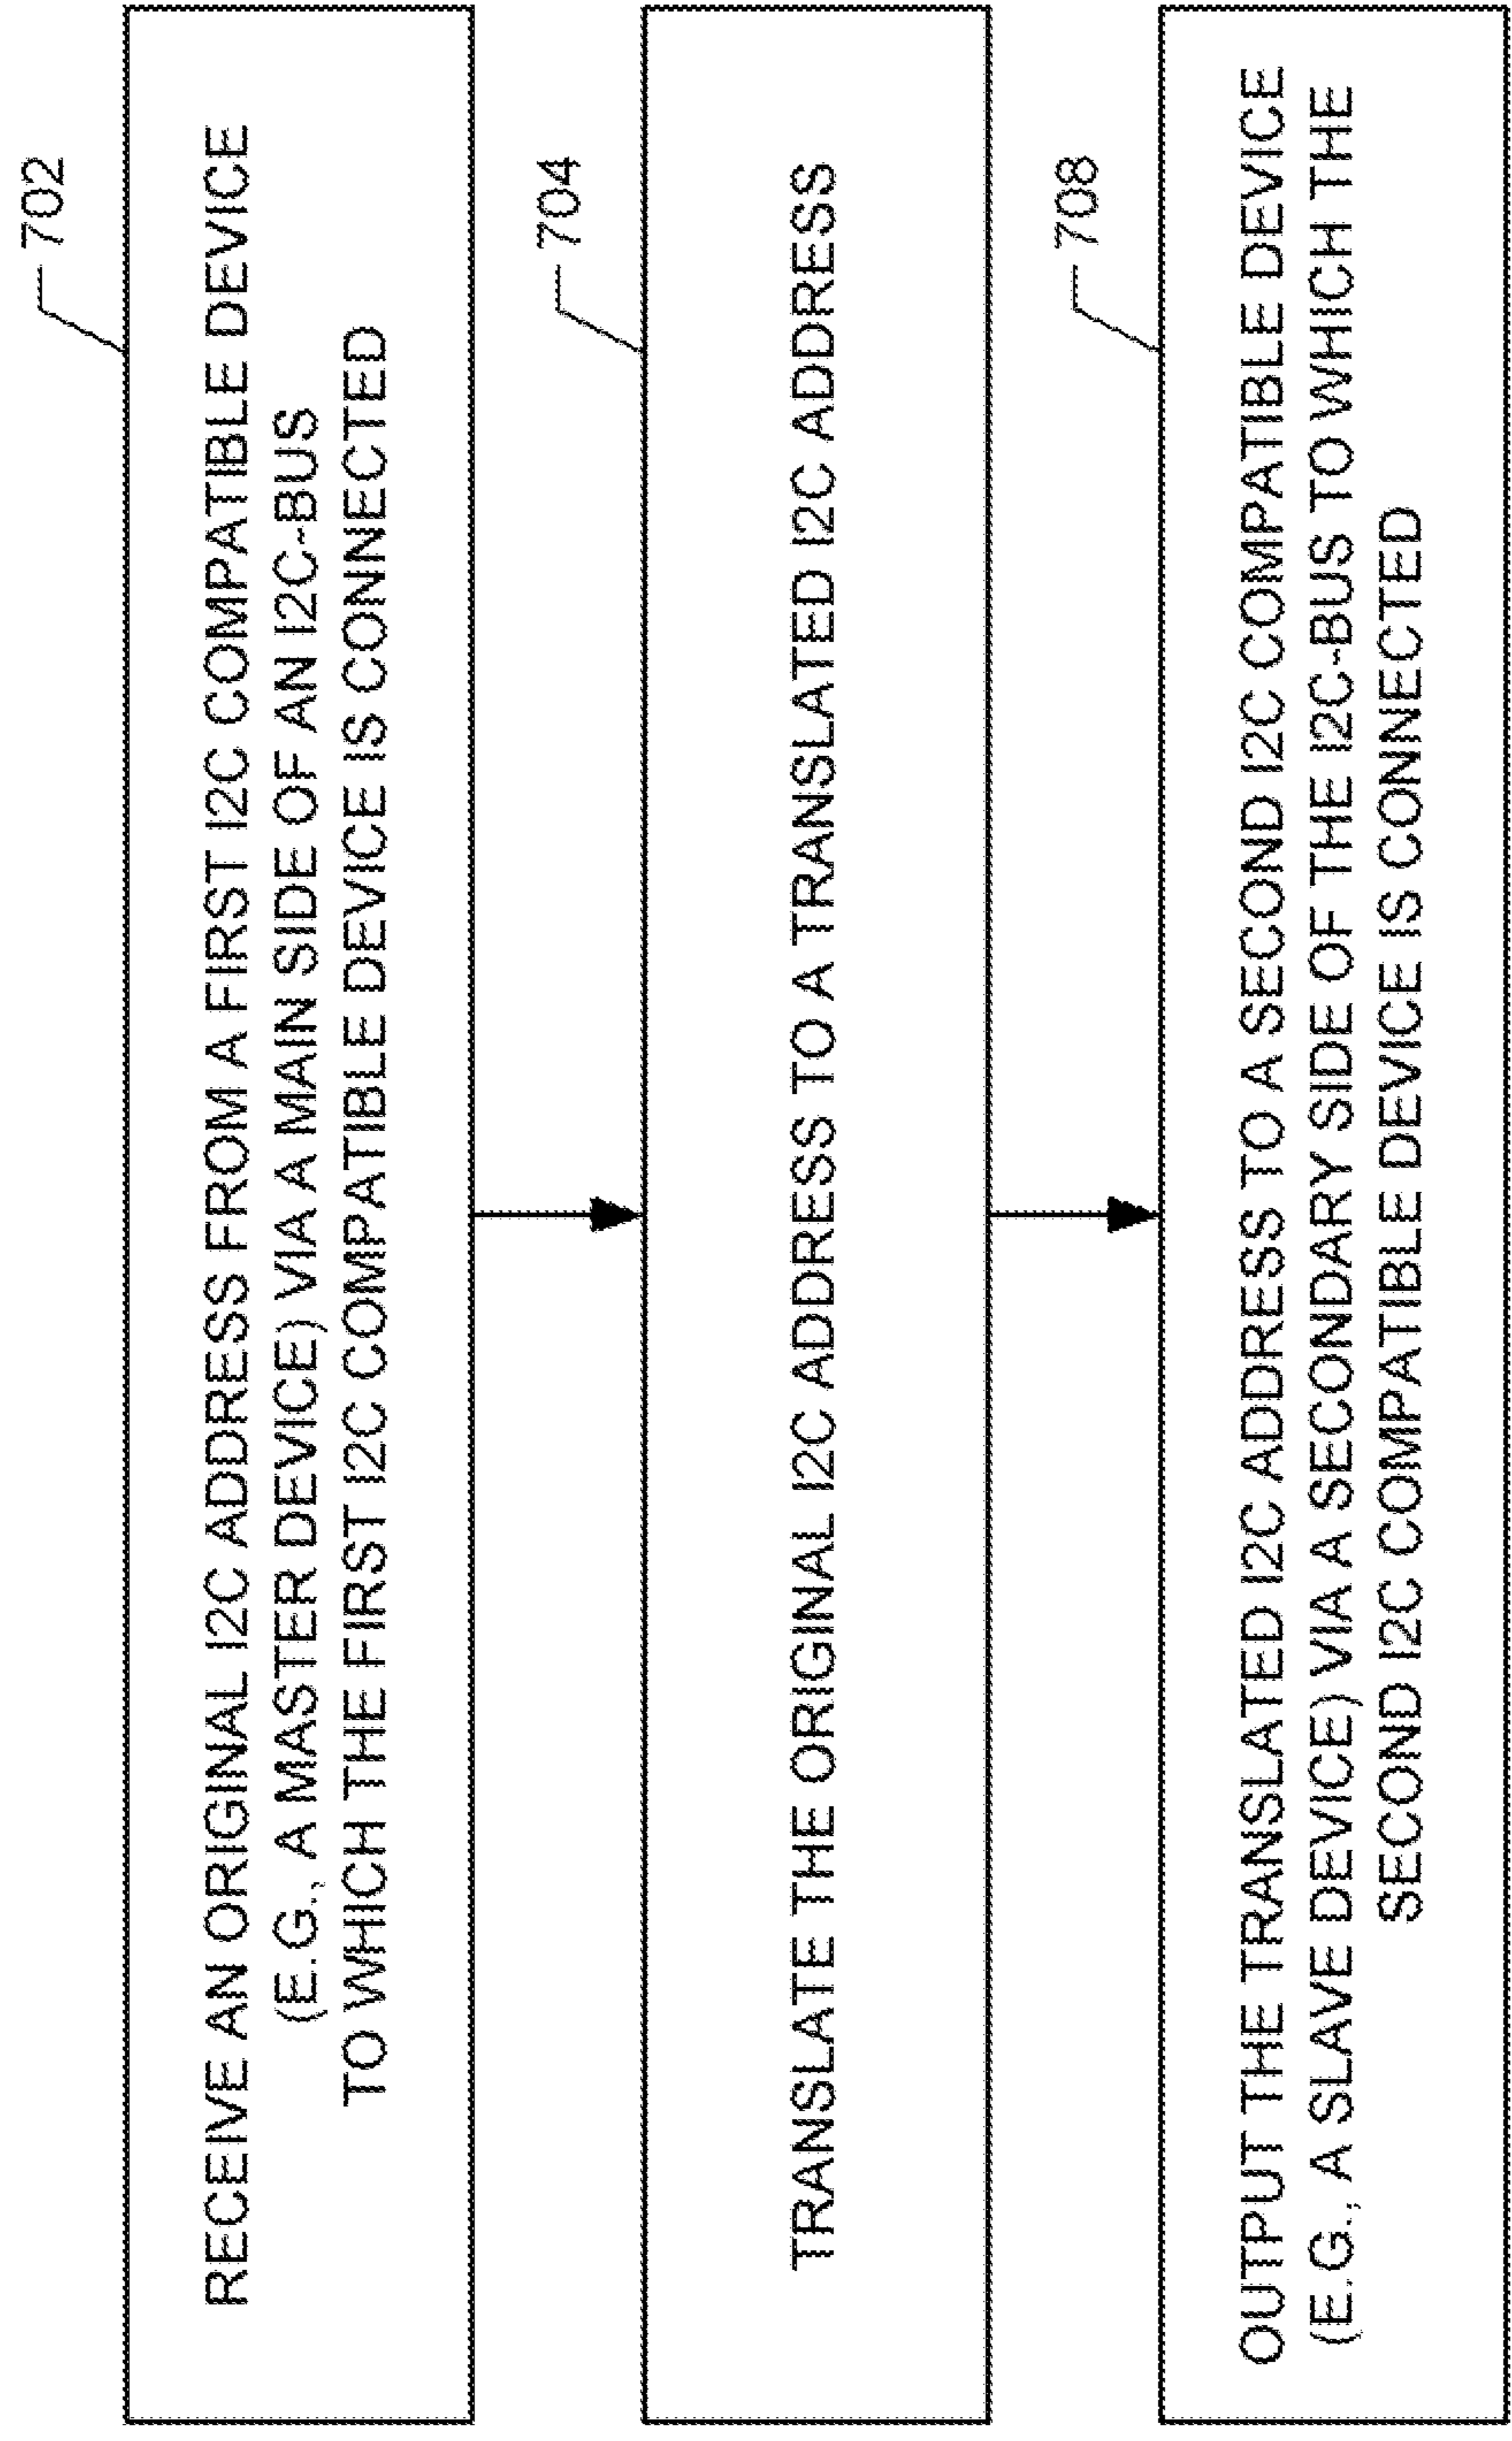 702
RECEIVE AN ORIGINAL I2C ADDRESS FROM A FIRST I2C COMPATIBLE DEVICE
(E.G., A MASTER DEVICE) VIA A MAIN SIDE OF AN I2C-BUS
TO WHICH THE FIRST I2C COMPATIBLE DEVICE IS CONNECTED
704
TRANSLATE THE ORIGINAL I2C ADDRESS TO A TRANSLATED I2C ADDRESS
708
OUTPUT THE TRANSLATED I2C ADDRESS TO A SECOND I2C COMPATIBLE DEVICE
(E.G., A SLAVE DEVICE) VIA A SECONDARY SIDE OF THE I2C-BUS TO WHICH THE
SECOND I2C COMPATIBLE DEVICE IS CONNECTED